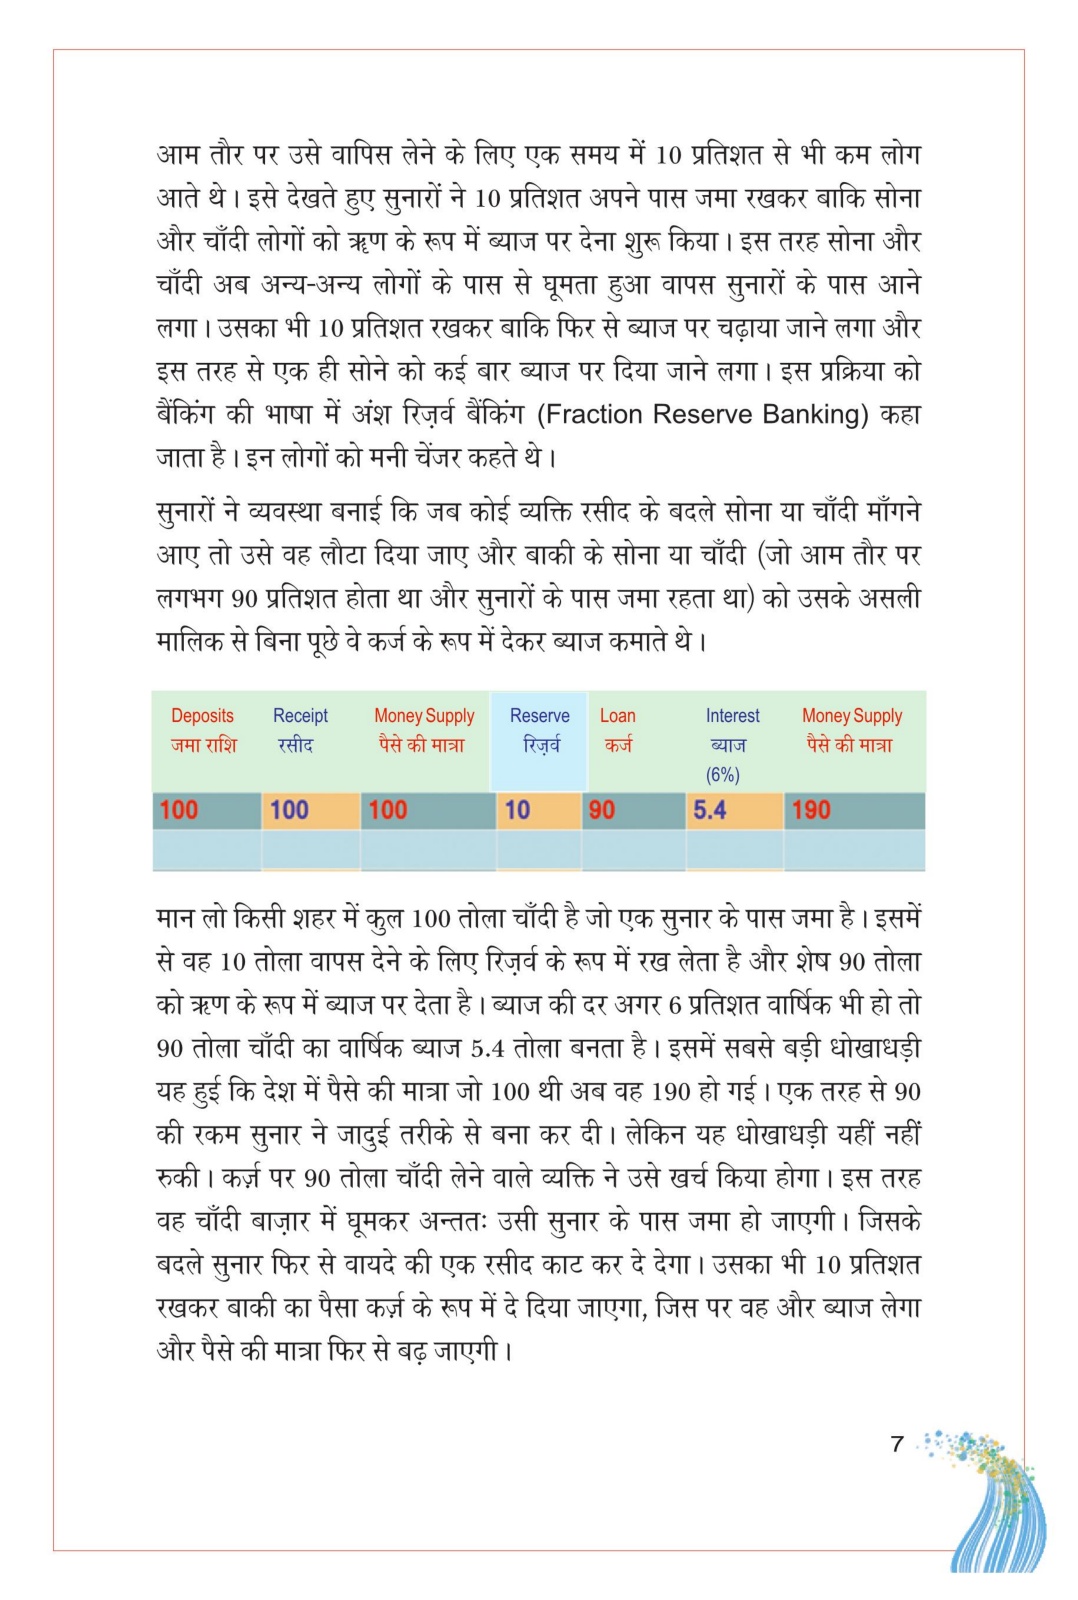 आम तौर पर उसे वापिस लेने के लिए एक समय में 10 प्रतिशत से भी कम लोग
आते थे। इसे देखते हुए सुनारों ने 10 प्रतिशत अपने पास जमा रखकर बाकि सोना
और चाँदी लोगों को ऋण के रूप में ब्याज पर देना शुरू किया। इस तरह सोना और
चाँदी अब अन्य-अन्य लोगों के पास से घूमता हुआ वापस सुनारों के पास आने
लगा। उसका भी 10 प्रतिशत रखकर बाकि फिर से ब्याज पर चढ़ाया जाने लगा और
इस तरह से एक ही सोने को कई बार ब्याज पर दिया जाने लगा। इस प्रक्रिया को
बैंकिंग की भाषा में अंश रिज़र्व बैंकिंग (Fraction Reserve Banking) कहा
जाता है। इन लोगों को मनी चेंजर कहते थे।
सुनारों ने व्यवस्था बनाई कि जब कोई व्यक्ति रसीद के बदले सोना या चाँदी माँगने
आए तो उसे वह लौटा दिया जाए और बाकी के सोना या चाँदी (जो आम तौर पर
लगभग 90 प्रतिशत होता था और सुनारों के पास जमा रहता था) को उसके असली
मालिक से बिना पूछे वे कर्ज के रूप में देकर ब्याज कमाते थे।
Deposits Receipt Money Supply Reserve Loan Interest Money Supply
जमा राशि रसीद पैसे की मात्रा रिज़र्व कर्ज ब्याज पैसे की मात्रा
(6%)
100 100 100 10 90 5.4 190
मान लो किसी शहर में कुल 100 तोला चाँदी है जो एक सुनार के पास जमा है। इसमें
से वह 10 तोला वापस देने के लिए रिज़र्व के रूप में रख लेता है और शेष 90 तोला
को ऋण के रूप में ब्याज पर देता है। ब्याज की दर अगर 6 प्रतिशत वार्षिक भी हो तो
90 तोला चाँदी का वार्षिक ब्याज 5.4 तोला बनता है। इसमें सबसे बड़ी धोखाधड़ी
यह हुई कि देश में पैसे की मात्रा जो 100 थी अब वह 190 हो गई। एक तरह से 90
की रकम सुनार ने जादुई तरीके से बना कर दी। लेकिन यह धोखाधड़ी यहीं नहीं
रुकी। कर्ज़ पर 90 तोला चाँदी लेने वाले व्यक्ति ने उसे खर्च किया होगा। इस तरह
वह चाँदी बाज़ार में घूमकर अन्ततः उसी सुनार के पास जमा हो जाएगी। जिसके
बदले सुनार फिर से वायदे की एक रसीद काट कर दे देगा। उसका भी 10 प्रतिशत
रखकर बाकी का पैसा कर्ज़ के रूप में दे दिया जाएगा, जिस पर वह और ब्याज लेगा
और पैसे की मात्रा फिर से बढ़ जाएगी।
7